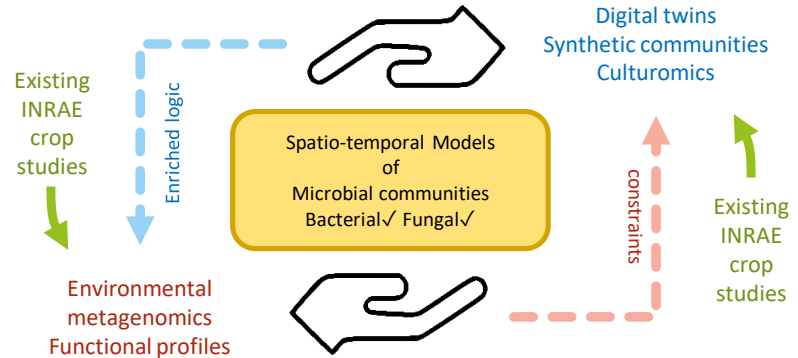 Digital twins
Synthetic communities
Culturomics
Existing
INRAE
crop
studies
Enriched logic
Spatio-temporal Models
of
Microbial communities
Bacterial✓ Fungal✓
constraints
Existing
INRAE
crop
studies
Environmental
metagenomics
Functional profiles